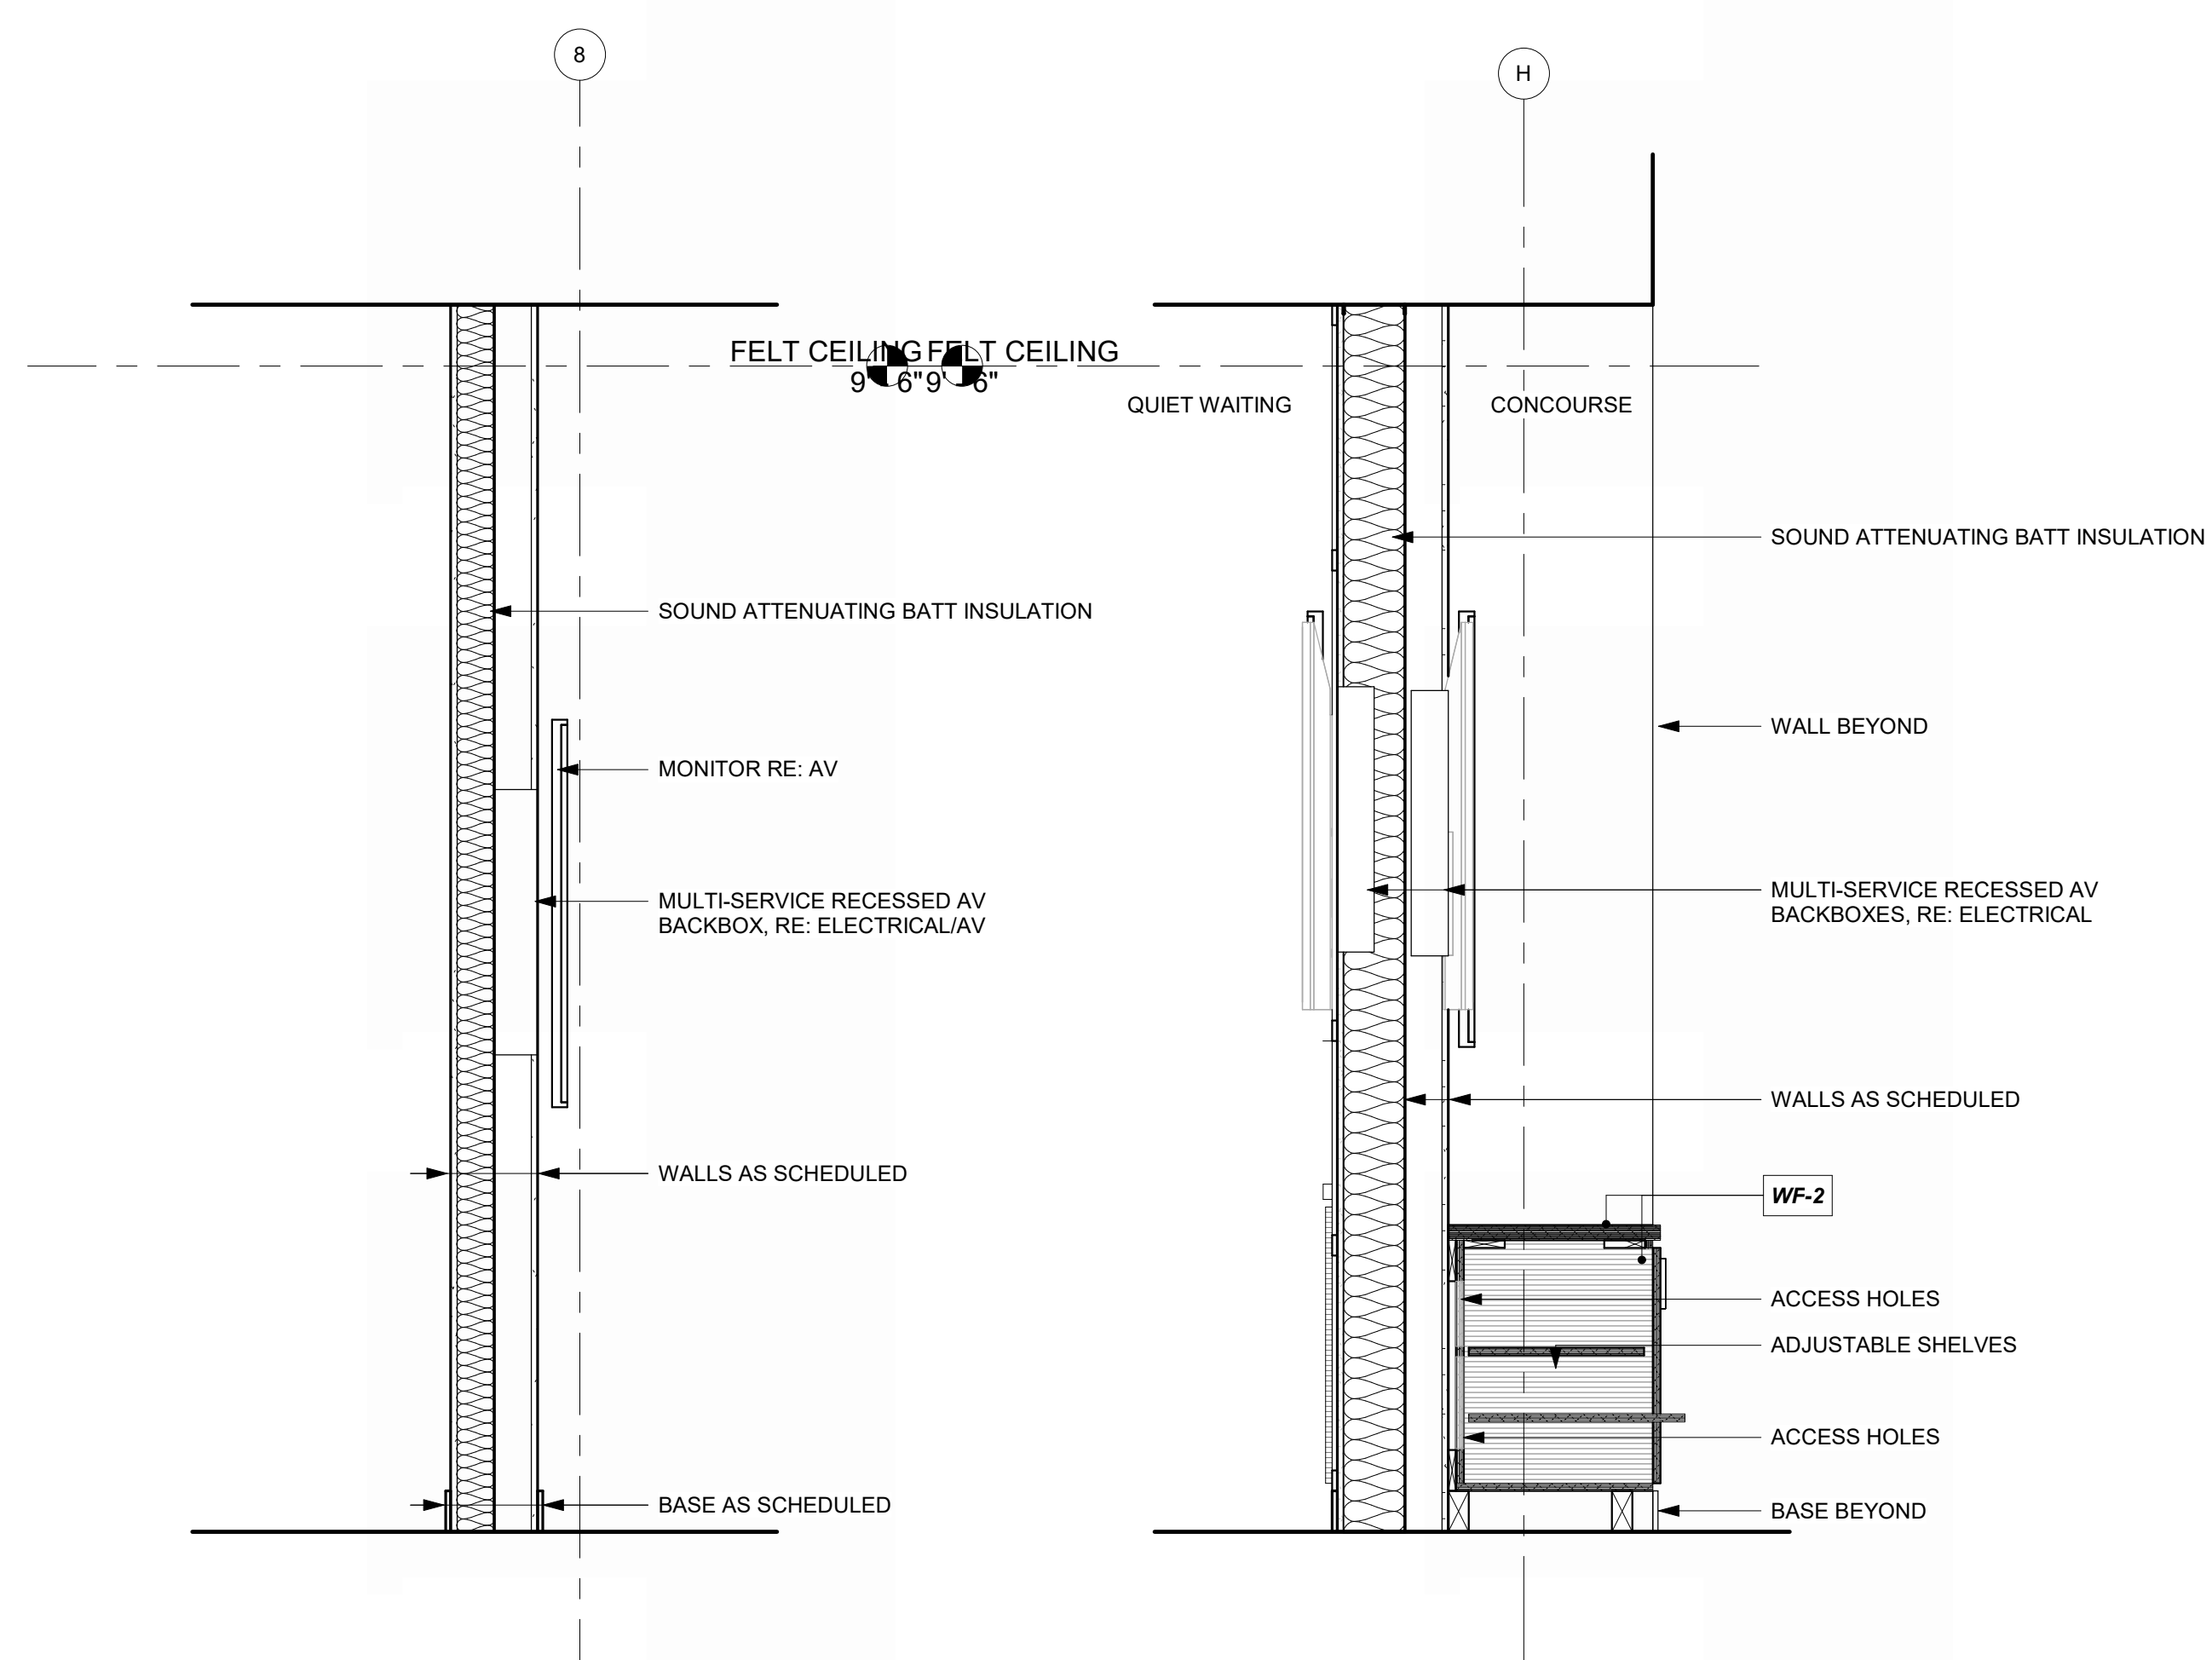 8
H
FELT CEILING
9' - 6"
FELT CEILING
9' - 6"
QUIET WAITING
CONCOURSE
SOUND ATTENUATING BATT INSULATION
MONITOR RE: AV
MULTI-SERVICE RECESSED AV
BACKBOX, RE: ELECTRICAL/AV
WALLS AS SCHEDULED
BASE AS SCHEDULED
SOUND ATTENUATING BATT INSULATION
WALL BEYOND
MULTI-SERVICE RECESSED AV
BACKBOXES, RE: ELECTRICAL
WALLS AS SCHEDULED
WF-2
ACCESS HOLES
ADJUSTABLE SHELVES
ACCESS HOLES
BASE BEYOND